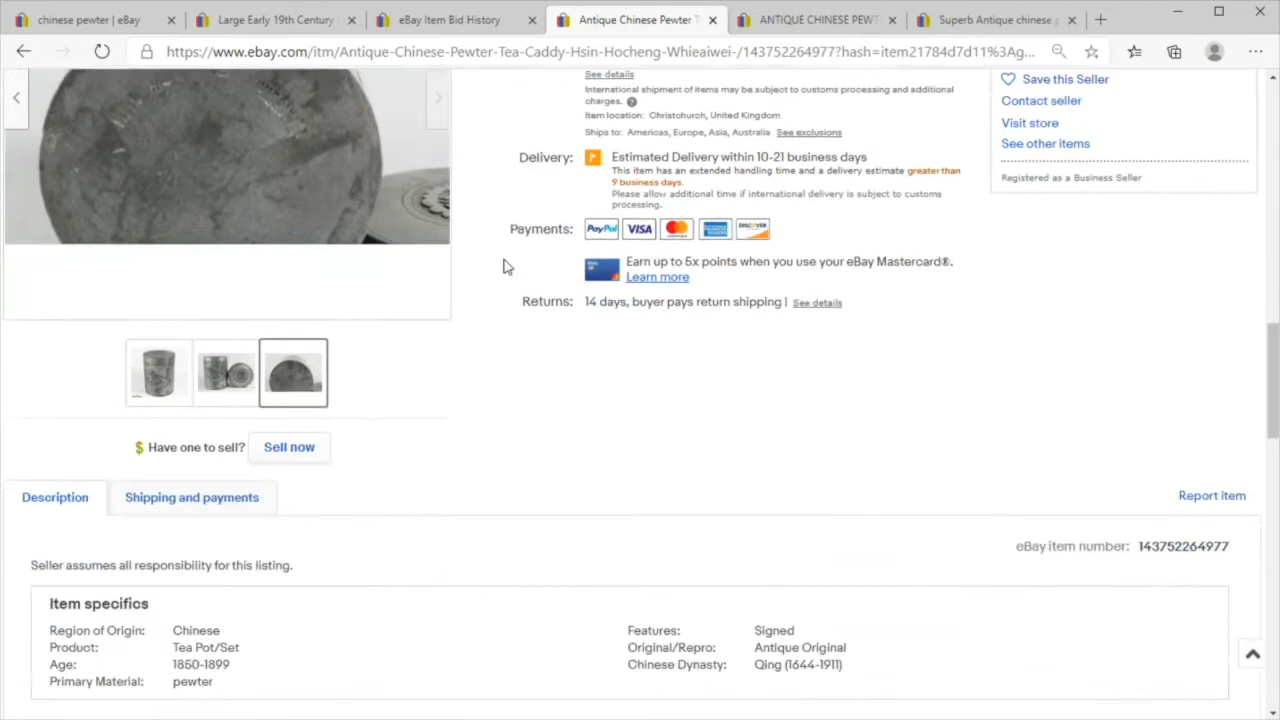 chinese pewter | eBay
Large Early 19th Century
eBay Item Bid History
Antique Chinese Pewter T
ANTIQUE CHINESE PEWT
Superb Antique chinese
https://www.ebay.com/itm/Antique-Chinese-Pewter-Tea-Caddy-Hsin-Hocheng-Whieaiwei-/143752264977?hash=item21784d7d11%3Ag...
See details
International shipment of items may be subject to customs processing and additional
charges.
Item location: Christchurch, United Kingdom
Ships to: Americas, Europe, Asia, Australia See exclusions
Delivery: Estimated Delivery within 10-21 business days
This item has an extended handling time and a delivery estimate greater than
9 business days.
Please allow additional time if international delivery is subject to customs
processing.
Payments: PayPal VISA DISCOVER
Earn up to 5x points when you use your eBay Mastercard®.
Learn more
Returns: 14 days, buyer pays return shipping | See details
Save this Seller
Contact seller
Visit store
See other items
Registered as a Business Seller
$ Have one to sell? Sell now
Description Shipping and payments Report item
eBay item number: 143752264977
Seller assumes all responsibility for this listing.
Item specifics
Region of Origin: Chinese Features: Signed
Product: Tea Pot/Set Original/Repro: Antique Original
Age: 1850-1899 Chinese Dynasty: Qing (1644-1911)
Primary Material: pewter